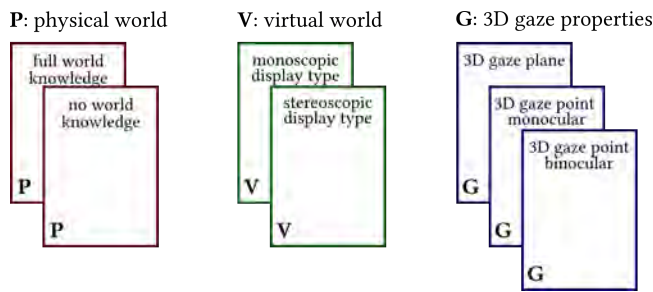 P: physical world
full world
knowledge
no world
knowledge
P
P
V: virtual world
monoscopic
display type
stereoscopic
display type
V
V
G: 3D gaze properties
3D gaze plane
3D gaze point
monocular
3D gaze point
binocular
G
G
G